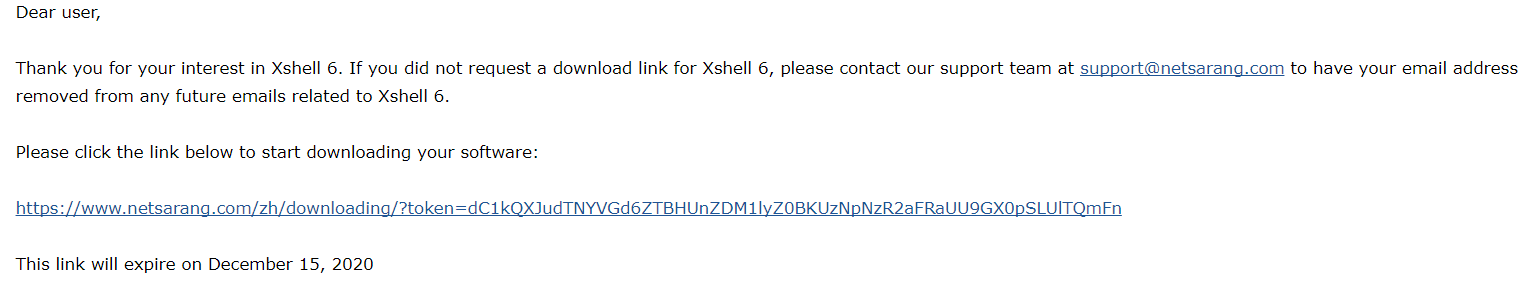 Dear user,
Thank you for your interest in Xshell 6. If you did not request a download link for Xshell 6, please contact our support team at support@netsarang.com to have your email address
removed from any future emails related to Xshell 6.
Please click the link below to start downloading your software:
https://www.netsarang.com/zh/downloading/?token=dC1kQXJudTNYVGd6ZTBHUnZDM1lyZ0BKUzNpNzR2aFRaUU9GX0pSLUlTQmFn
This link will expire on December 15, 2020